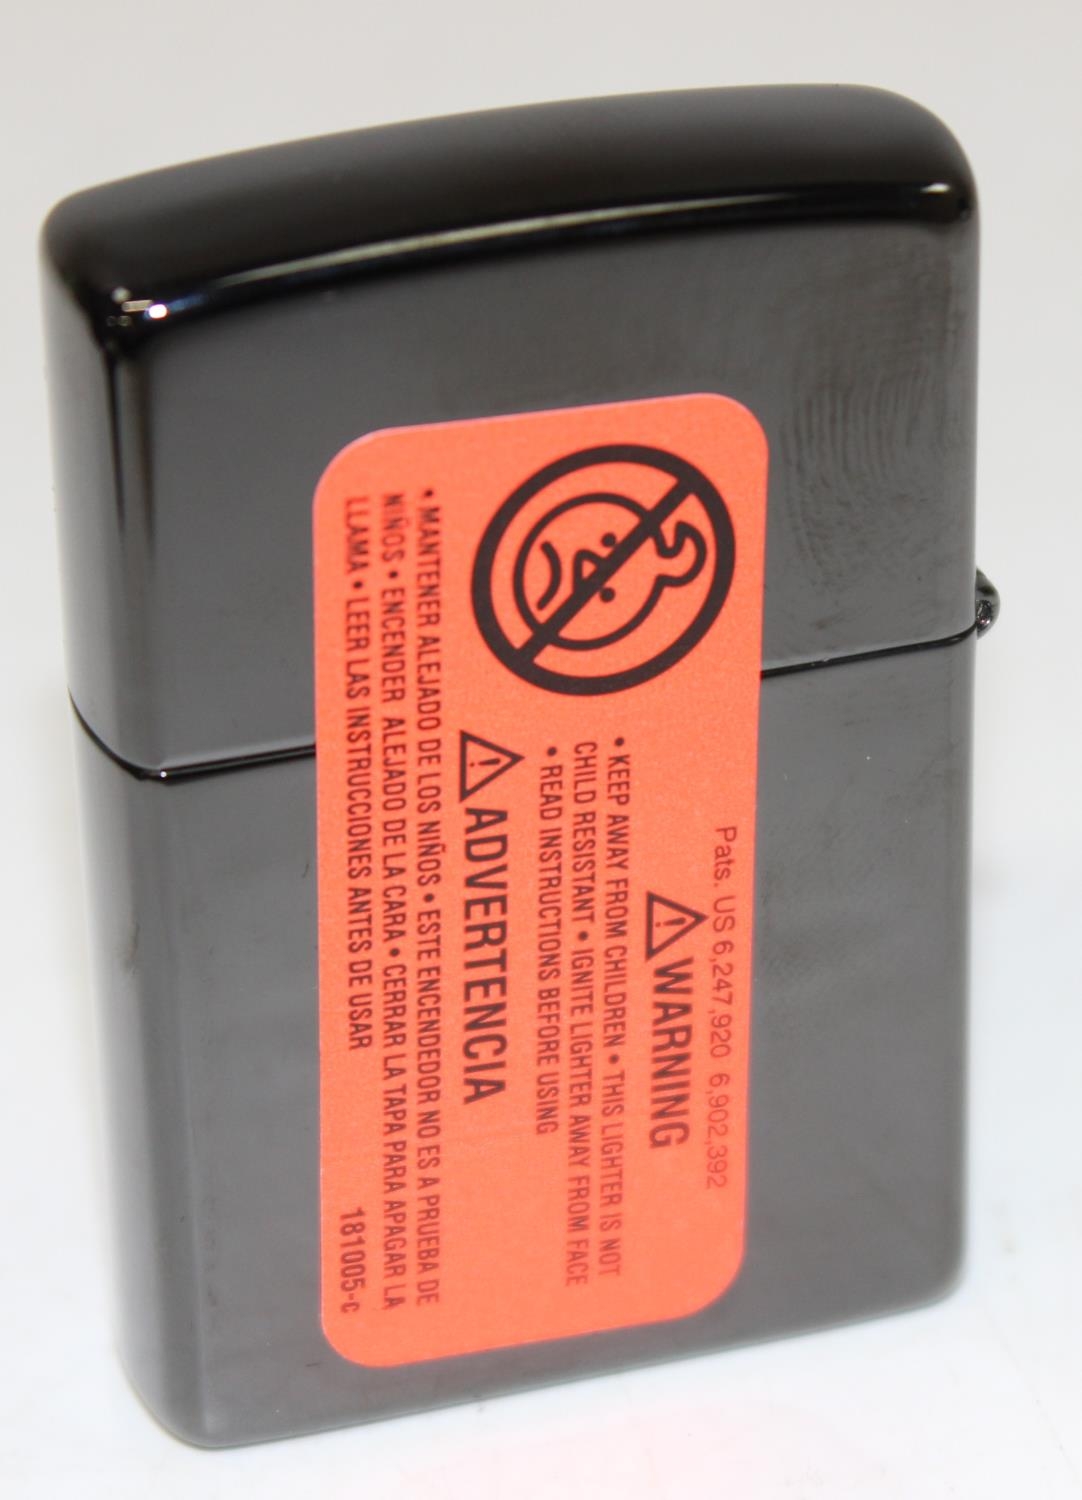 Pats. US 6,247,920 6,902,392
WARNING
• KEEP AWAY FROM CHILDREN • THIS LIGHTER IS NOT
CHILD RESISTANT • IGNITE LIGHTER AWAY FROM FACE
• READ INSTRUCTIONS BEFORE USING
ADVERTENCIA
• MANTENER ALEJADO DE LOS NIÑOS • ESTE ENCENDEDOR NO ES A PRUEBA DE
NIÑOS • ENCENDER ALEJADO DE LA CARA • CERRAR LA TAPA PARA APAGAR LA
LLAMA • LEER LAS INSTRUCCIONES ANTES DE USAR
181005-c